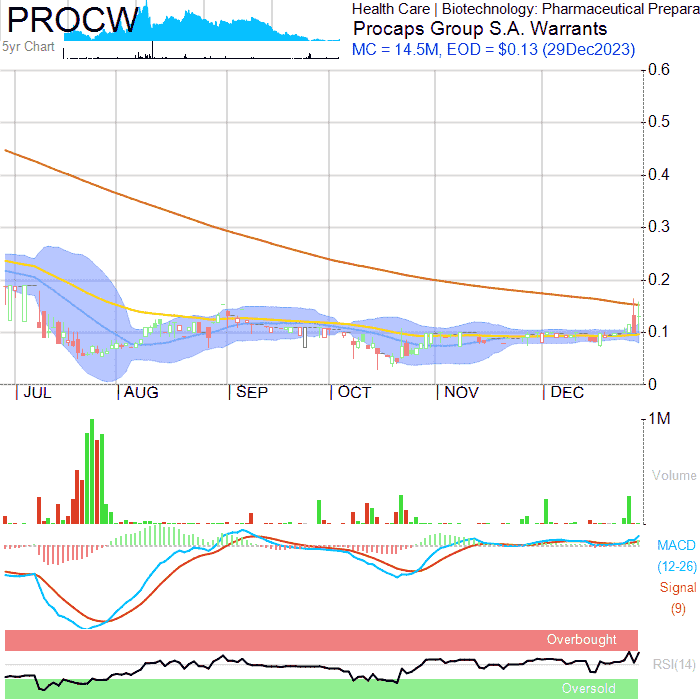 PROCW
5yr Chart
Health Care | Biotechnology: Pharmaceutical Prepara
Procaps Group S.A. Warrants
MC = 14.5M, EOD = $0.13 (29Dec2023)
0.6
0.5
0.4
0.3
0.2
0.1
0
JUL AUG SEP OCT NOV DEC
1M
Volume
MACD
(12-26)
Signal
(9)
Overbought
RSI(14)
Oversold